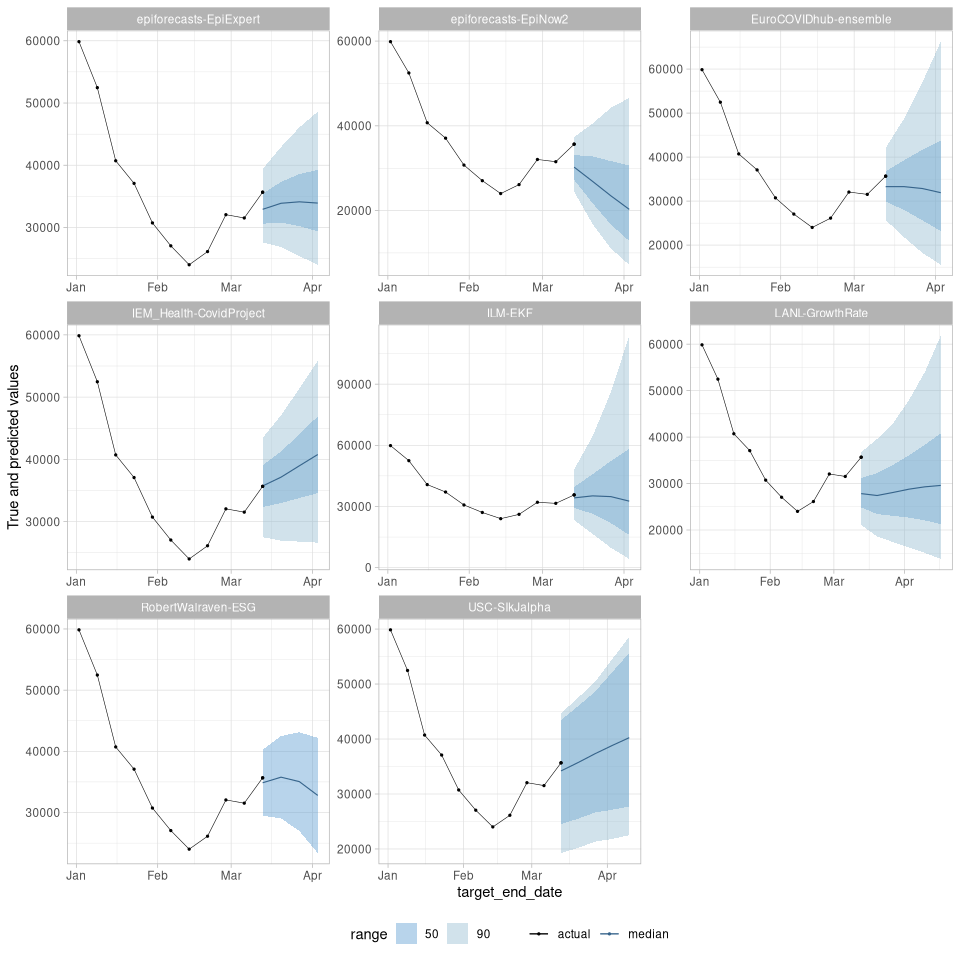 epiforecasts-EpiExpert
epiforecasts-EpiNow2
EuroCOVIDhub-ensemble
60000
50000
40000
30000
Jan Feb Mar Apr
60000
40000
20000
Jan Feb Mar Apr
60000
50000
40000
30000
20000
Jan Feb Mar Apr
True and predicted values
IEM_Health-CovidProject
ILM-EKF
LANL-GrowthRate
60000
50000
40000
30000
Jan Feb Mar Apr
90000
60000
30000
0
Jan Feb Mar Apr
60000
50000
40000
30000
20000
Jan Feb Mar Apr
RobertWalraven-ESG
USC-SIkJalpha
60000
50000
40000
30000
Jan Feb Mar Apr
60000
50000
40000
30000
20000
Jan Feb Mar Apr
target_end_date
range 50 90 actual median